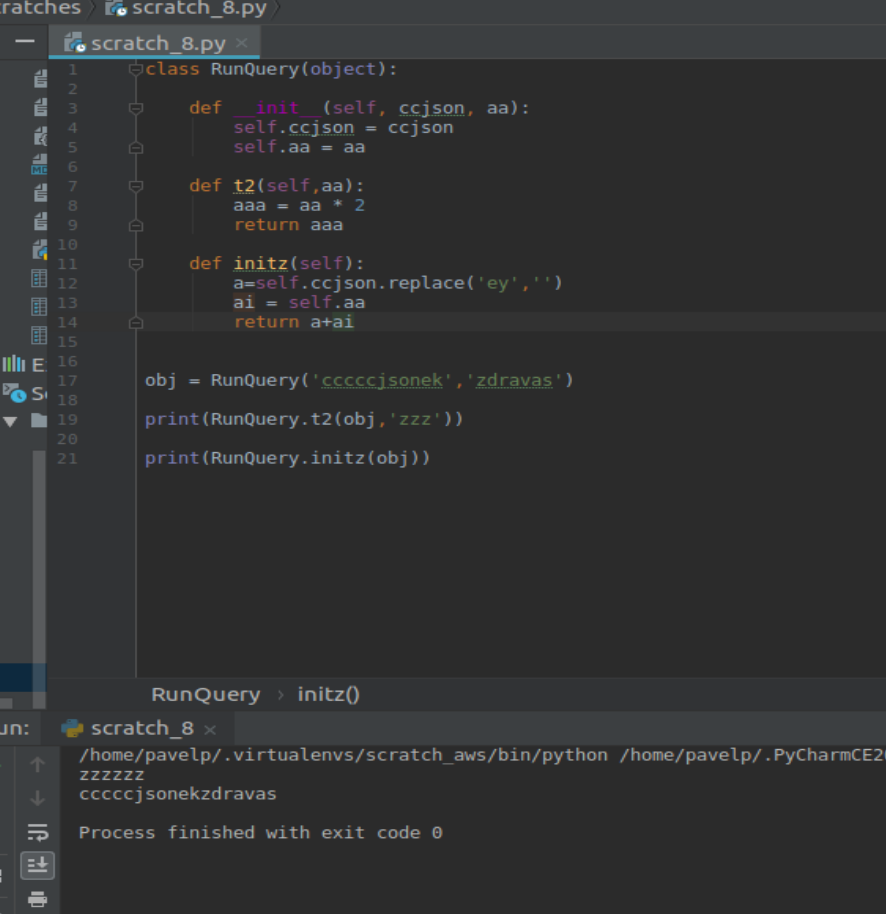 ratches scratch_8.py
scratch_8.py ×
1 class RunQuery(object):
2
3     def __init__(self, ccjson, aa):
4         self.ccjson = ccjson
5         self.aa = aa
6
7     def t2(self,aa):
8         aaa = aa * 2
9         return aaa
10
11     def initz(self):
12         a=self.ccjson.replace('ey','')
13         ai = self.aa
14         return a+ai
15
16
17 obj = RunQuery('cccccjsonek','zdravas')
18
19 print(RunQuery.t2(obj,'zzz'))
20
21 print(RunQuery.initz(obj))
RunQuery › initz()
un: scratch_8 ×
/home/pavelp/.virtualenvs/scratch_aws/bin/python /home/pavelp/.PyCharmCE20
zzzzzz
cccccjsonekzdravas
Process finished with exit code 0